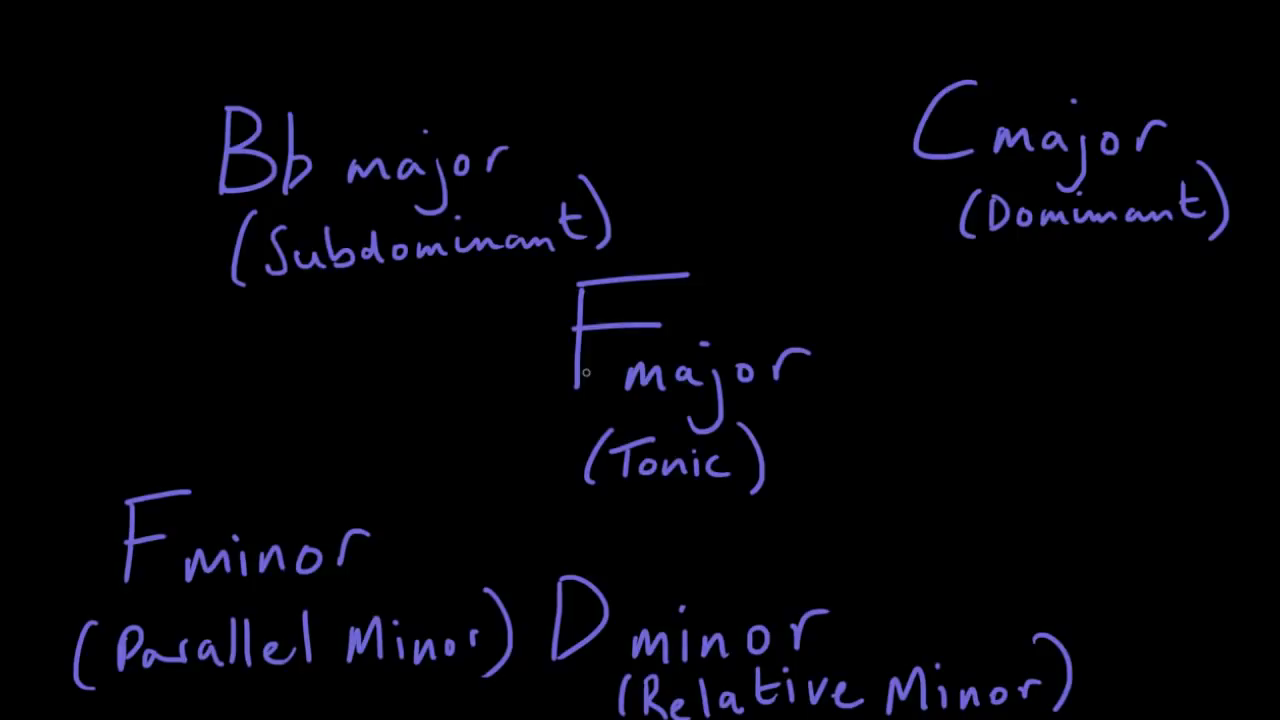 Bb major
(Subdominant)
C major
(Dominant)
F major
(Tonic)
F minor
(Parallel Minor)
D minor
(Relative Minor)